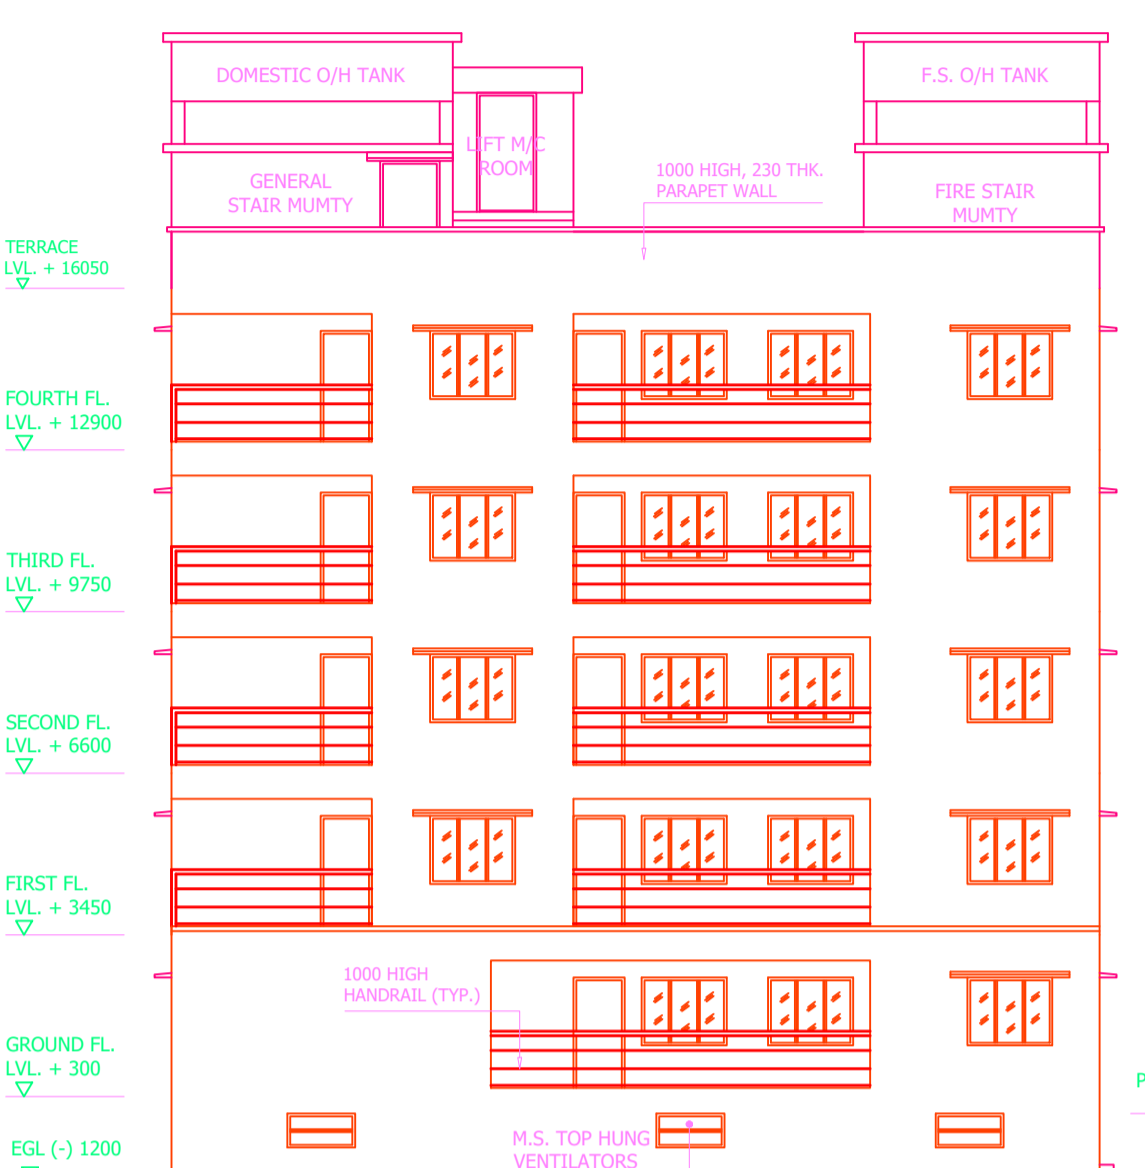 DOMESTIC O/H TANK
F.S. O/H TANK
LIFT M/C
ROOM
GENERAL
STAIR MUMTY
1000 HIGH, 230 THK.
PARAPET WALL
FIRE STAIR
MUMTY
TERRACE
LVL. + 16050
FOURTH FL.
LVL. + 12900
THIRD FL.
LVL. + 9750
SECOND FL.
LVL. + 6600
FIRST FL.
LVL. + 3450
1000 HIGH
HANDRAIL (TYP.)
GROUND FL.
LVL. + 300
P
EGL (-) 1200
M.S. TOP HUNG
VENTILATORS